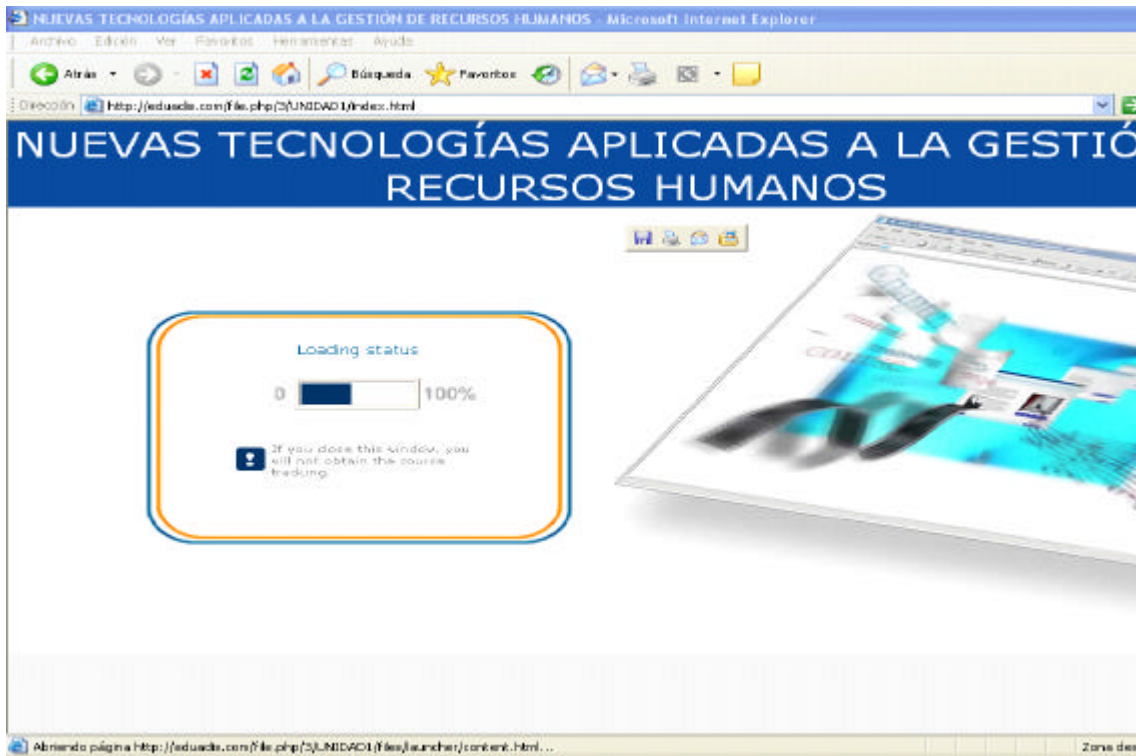 NUEVAS TECNOLOGÍAS APLICADAS A LA GESTIÓN DE RECURSOS HUMANOS - Microsoft Internet Explorer
Archivo Edición Ver Favoritos Herramientas Ayuda
Atrás Búsqueda Favoritos
Dirección http://eduadis.com/file.php/3/UNIDAD1/index.html
NUEVAS TECNOLOGÍAS APLICADAS A LA GESTIÓ
RECURSOS HUMANOS
Loading status
0 100%
If you close this window, you
will not obtain the course
tracking.
Abriendo página http://eduadis.com/file.php/3/UNIDAD1/files/launcher/content.html...
Zona des